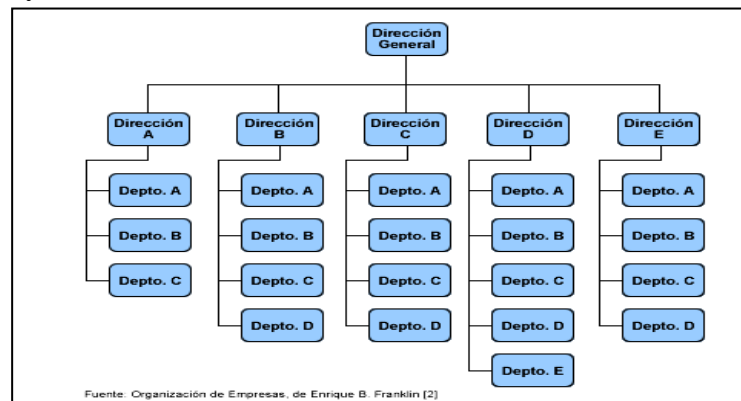 Dirección
General
Dirección
A
Dirección
B
Dirección
C
Dirección
D
Dirección
E
Depto. A
Depto. A
Depto. A
Depto. A
Depto. A
Depto. B
Depto. B
Depto. B
Depto. B
Depto. B
Depto. C
Depto. C
Depto. C
Depto. C
Depto. C
Depto. D
Depto. D
Depto. D
Depto. D
Depto. E
Fuente: Organización de Empresas, de Enrique B. Franklin [2]